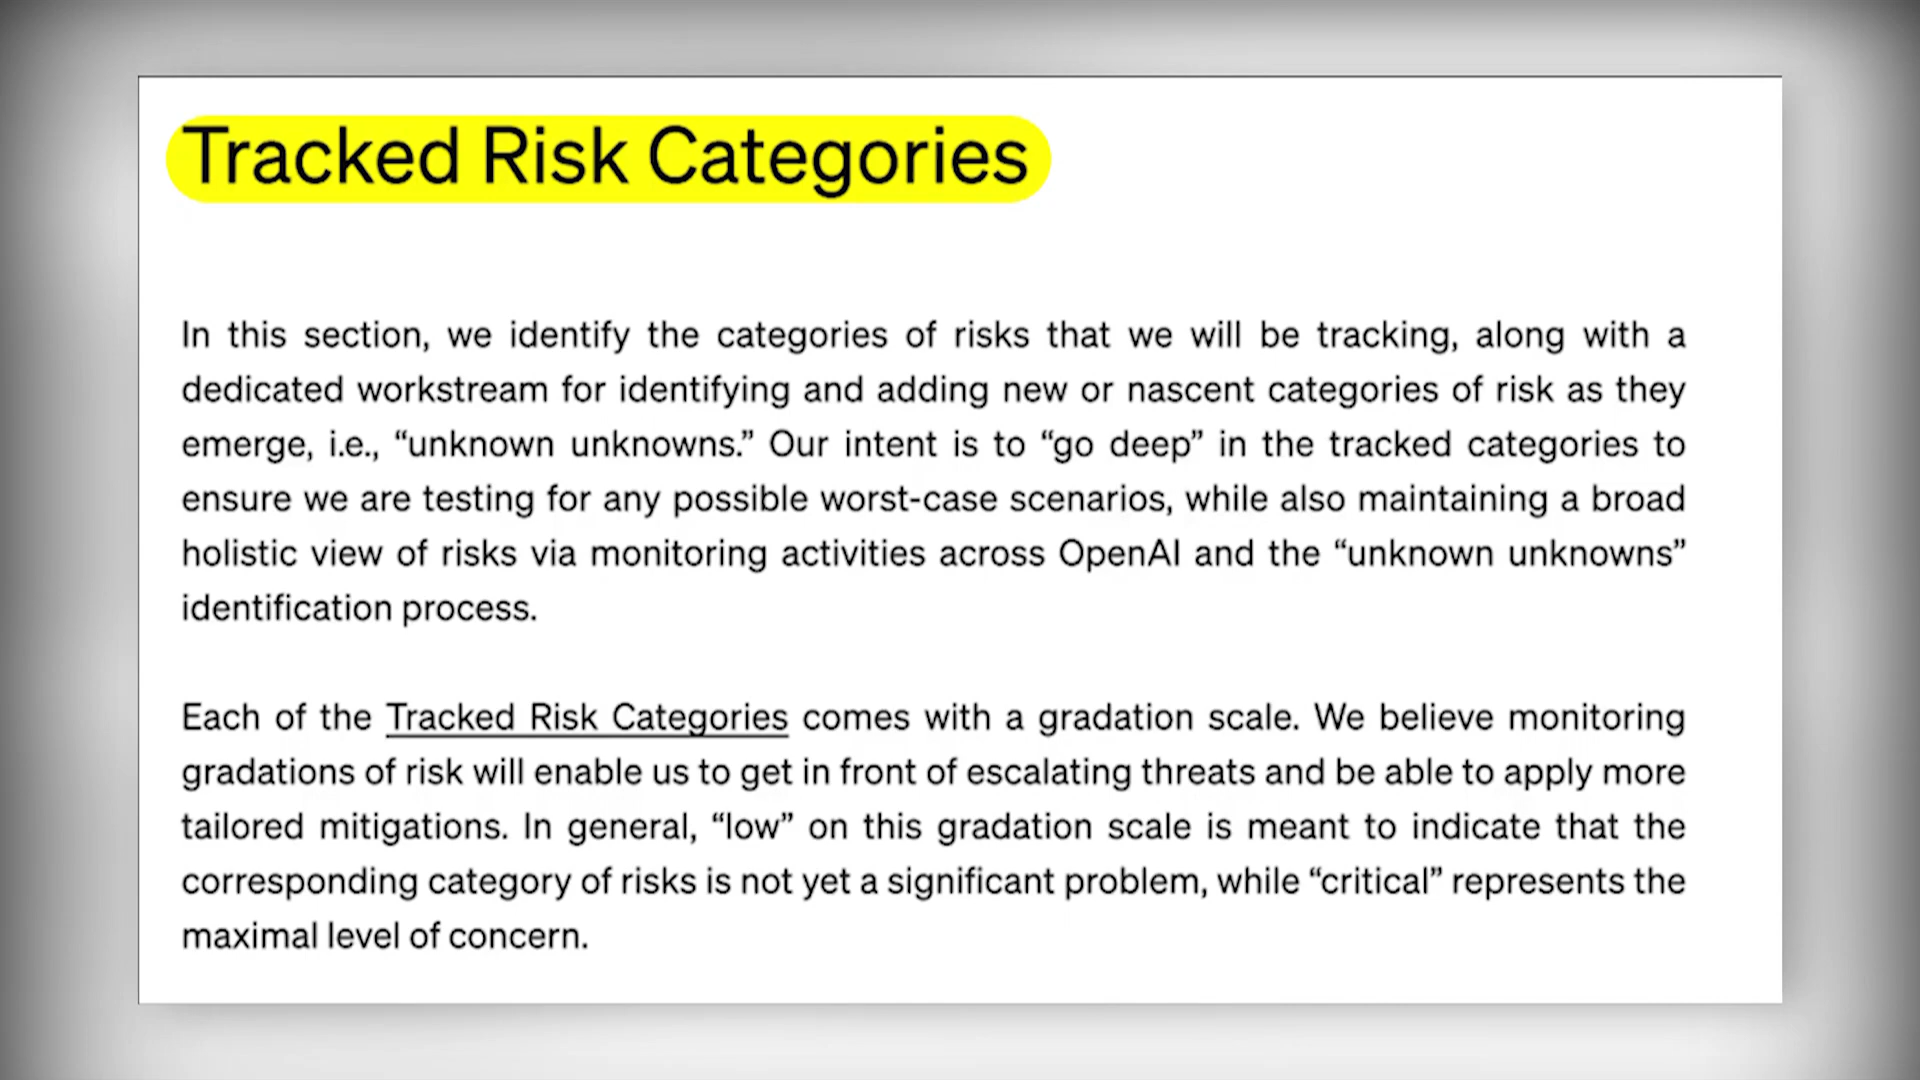 Tracked Risk Categories
In this section, we identify the categories of risks that we will be tracking, along with a
dedicated workstream for identifying and adding new or nascent categories of risk as they
emerge, i.e., “unknown unknowns.” Our intent is to “go deep” in the tracked categories to
ensure we are testing for any possible worst-case scenarios, while also maintaining a broad
holistic view of risks via monitoring activities across OpenAI and the “unknown unknowns”
identification process.
Each of the Tracked Risk Categories comes with a gradation scale. We believe monitoring
gradations of risk will enable us to get in front of escalating threats and be able to apply more
tailored mitigations. In general, “low” on this gradation scale is meant to indicate that the
corresponding category of risks is not yet a significant problem, while “critical” represents the
maximal level of concern.